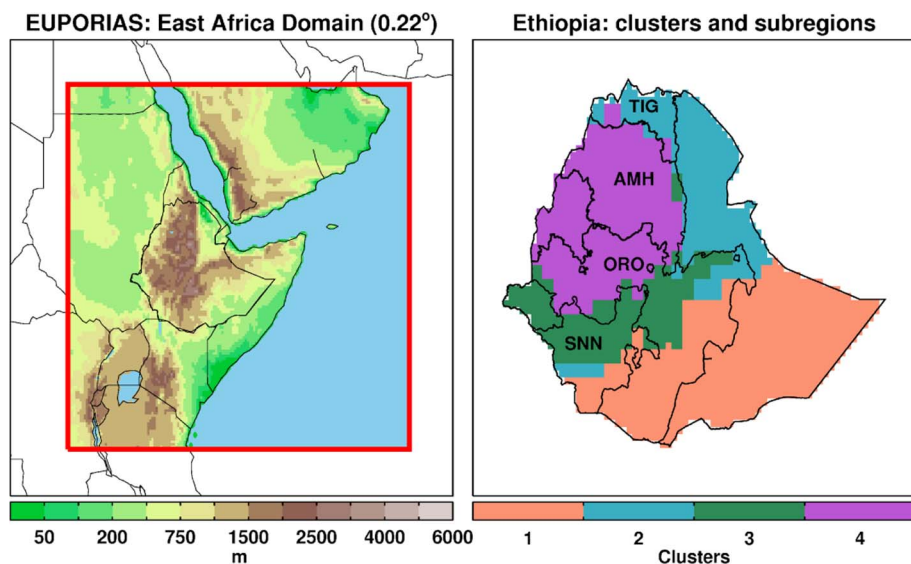 EUPORIAS: East Africa Domain (0.22°)
Ethiopia: clusters and subregions
TIG
AMH
ORO
SNN
50 200 750 1500 2500 4000 6000
m
1 2 3 4
Clusters